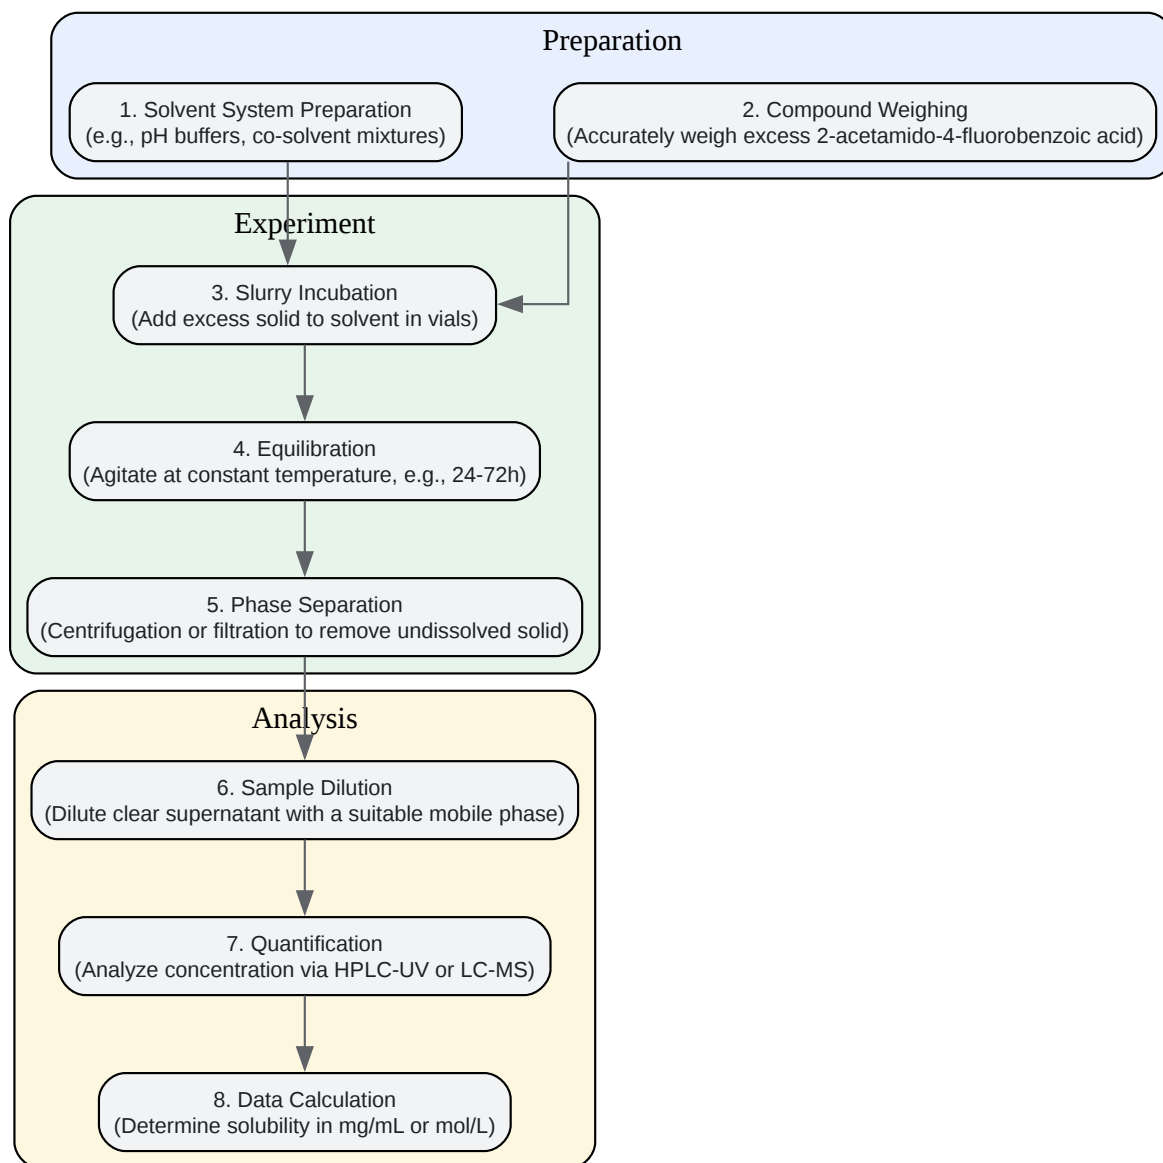 Preparation
1. Solvent System Preparation
(e.g., pH buffers, co-solvent mixtures)
2. Compound Weighing
(Accurately weigh excess 2-acetamido-4-fluorobenzoic acid)
Experiment
3. Slurry Incubation
(Add excess solid to solvent in vials)
4. Equilibration
(Agitate at constant temperature, e.g., 24-72h)
5. Phase Separation
(Centrifugation or filtration to remove undissolved solid)
Analysis
6. Sample Dilution
(Dilute clear supernatant with a suitable mobile phase)
7. Quantification
(Analyze concentration via HPLC-UV or LC-MS)
8. Data Calculation
(Determine solubility in mg/mL or mol/L)